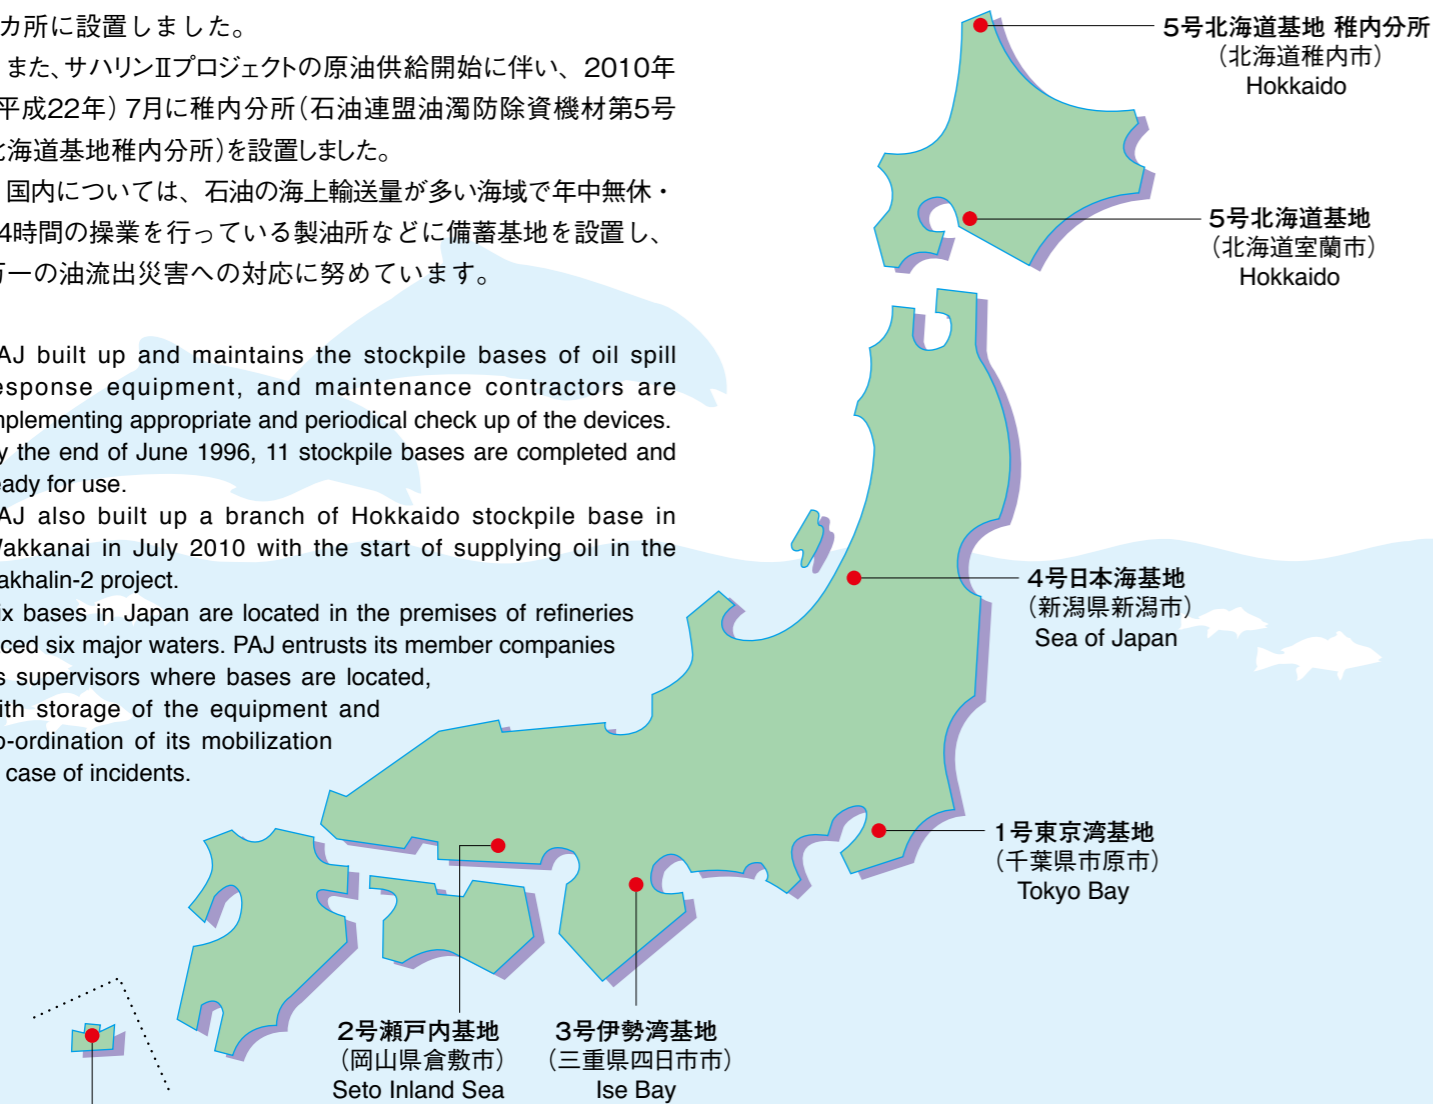 カ所に設置しました。
また、サハリンⅡプロジェクトの原油供給開始に伴い、2010年
平成22年）7月に稚内分所（石油連盟油濁防除資機材第5号
北海道基地稚内分所）を設置しました。
国内については、石油の海上輸送量が多い海域で年中無休・
4時間の操業を行っている製油所などに備蓄基地を設置し、
万一の油流出災害への対応に努めています。
AJ built up and maintains the stockpile bases of oil spill
esponse equipment, and maintenance contractors are
mplementing appropriate and periodical check up of the devices.
y the end of June 1996, 11 stockpile bases are completed and
eady for use.
AJ also built up a branch of Hokkaido stockpile base in
Wakkanai in July 2010 with the start of supplying oil in the
akhalin-2 project.
ix bases in Japan are located in the premises of refineries
ced six major waters. PAJ entrusts its member companies
s supervisors where bases are located,
ith storage of the equipment and
o-ordination of its mobilization
case of incidents.
5号北海道基地 稚内分所
（北海道稚内市）
Hokkaido
5号北海道基地
（北海道室蘭市）
Hokkaido
4号日本海基地
（新潟県新潟市）
Sea of Japan
1号東京湾基地
（千葉県市原市）
Tokyo Bay
2号瀬戸内基地
（岡山県倉敷市）
Seto Inland Sea
3号伊勢湾基地
（三重県四日市市）
Ise Bay